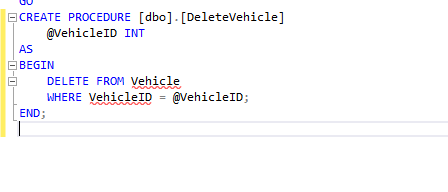 GO
CREATE PROCEDURE [dbo].[DeleteVehicle]
    @VehicleID INT
AS
BEGIN
    DELETE FROM Vehicle
    WHERE VehicleID = @VehicleID;
END;